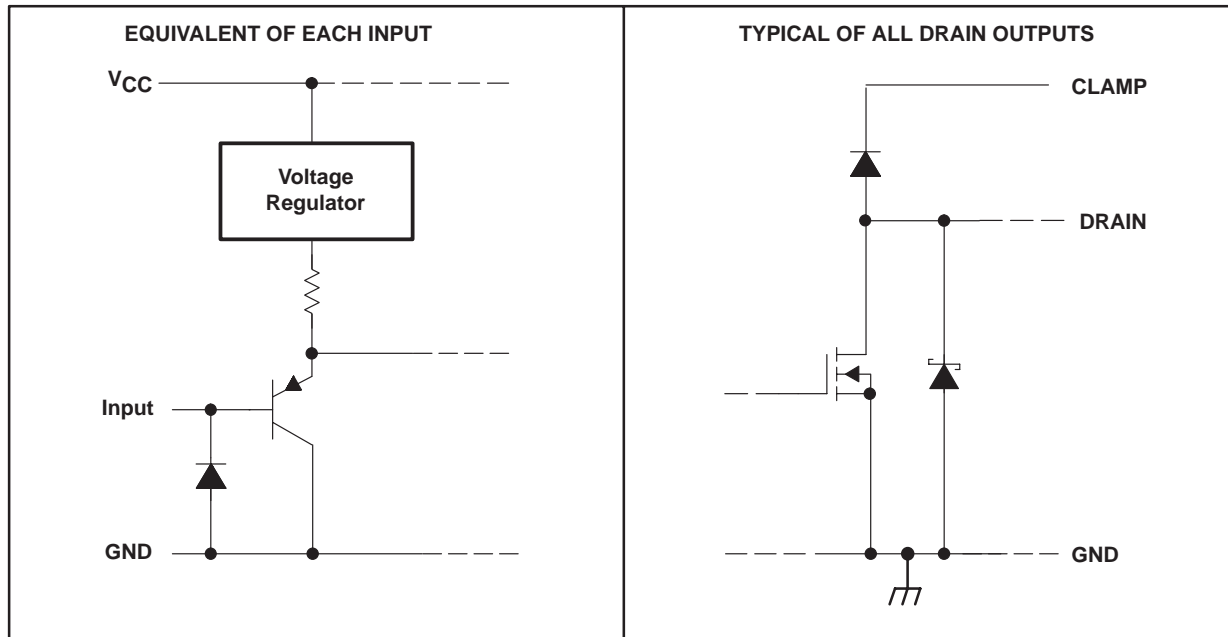 EQUIVALENT OF EACH INPUT
VCC
Voltage
Regulator
Input
GND
TYPICAL OF ALL DRAIN OUTPUTS
CLAMP
DRAIN
GND